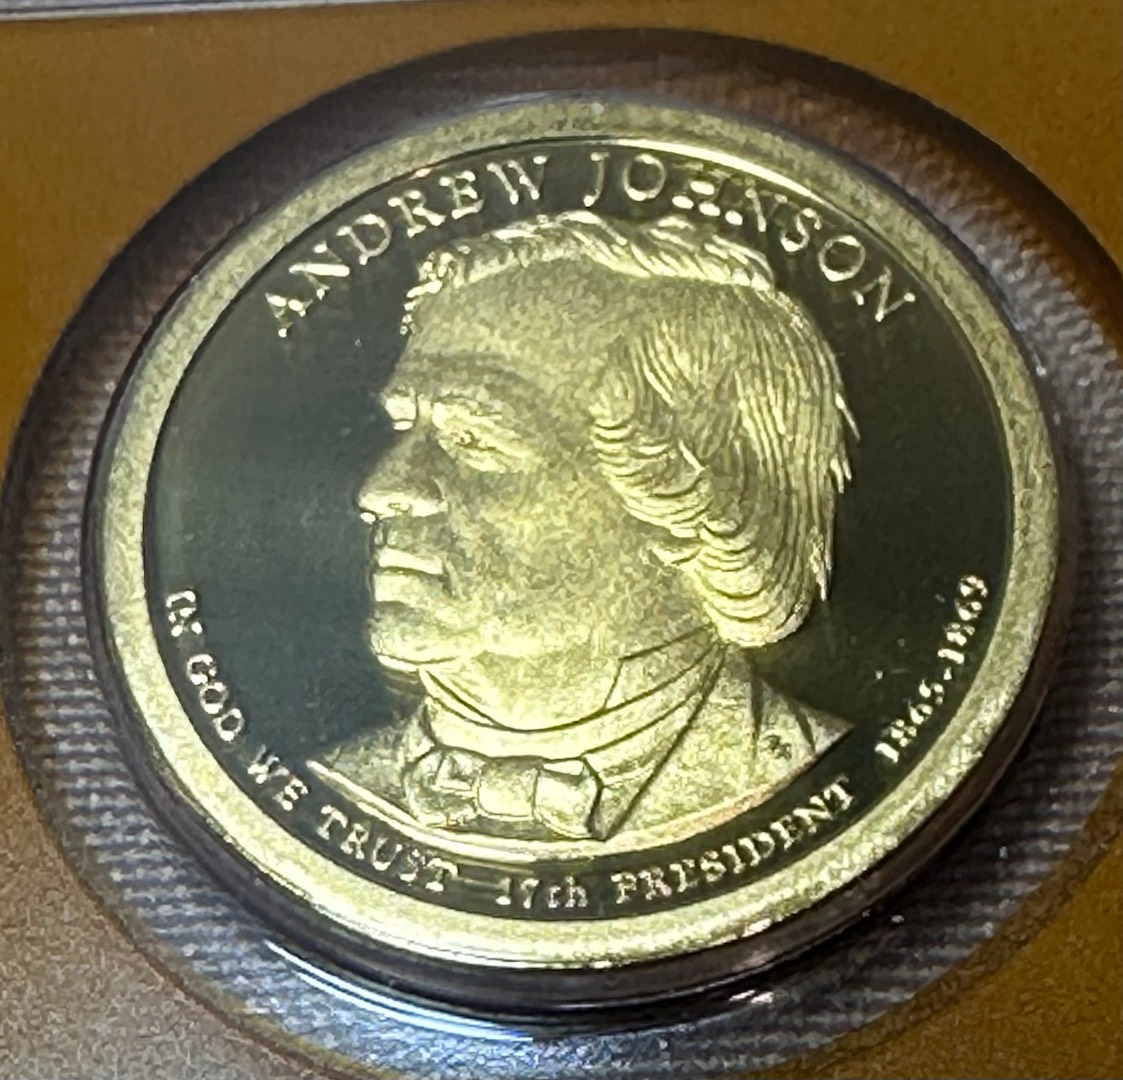 ANDREW JOHNSON
IN GOD WE TRUST 17th PRESIDENT 1865-1869